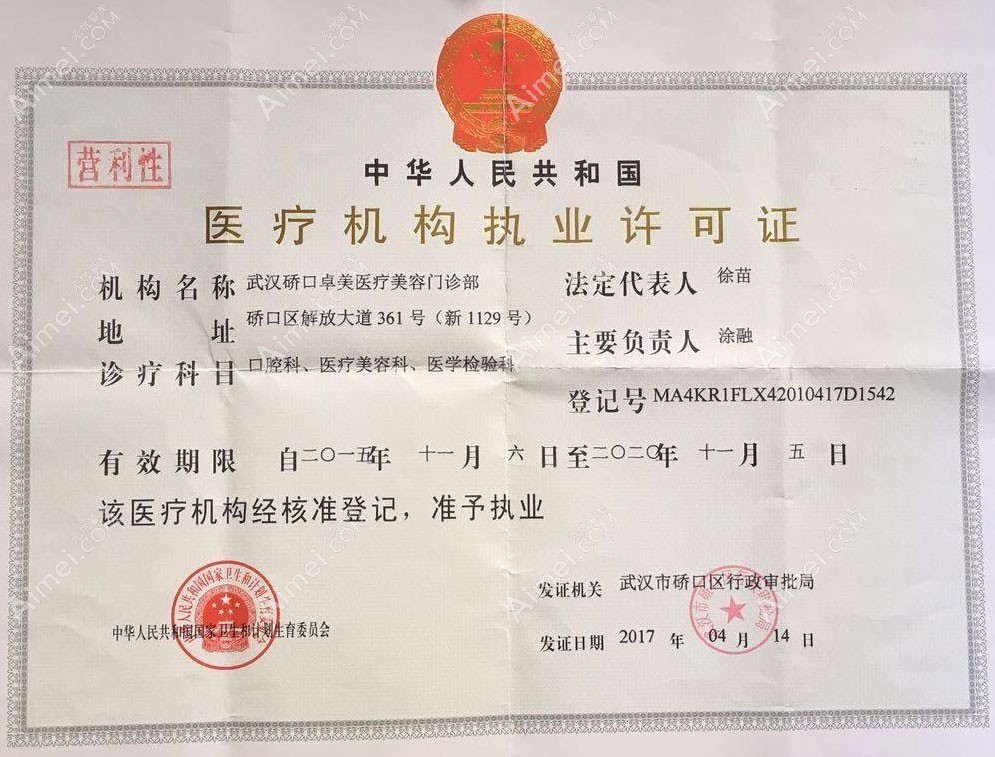 营利性
中华人民共和国
医疗机构执业许可证
机构名称 武汉硚口卓美医疗美容门诊部
法定代表人 徐苗
地址 硚口区解放大道 361 号（新 1129 号）
主要负责人 涂融
诊疗科目 口腔科、医疗美容科、医学检验科
登记号 MA4KR1FLX42010417D1542
有效期限 自二〇一五年 十一月 六 日至二〇二〇年 十一月 五 日
该医疗机构经核准登记，准予执业
发证机关 武汉市硚口区行政审批局
中华人民共和国国家卫生和计划生育委员会
发证日期 2017 年 04 月 14 日
Aimei.COM